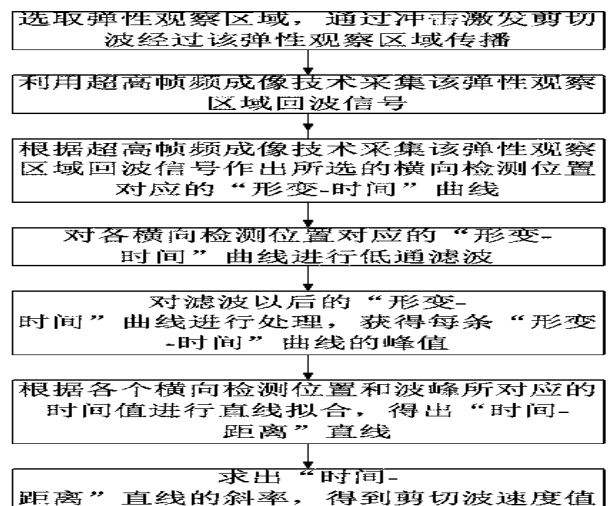 选取弹性观察区域，通过冲击激发剪切
波经过该弹性观察区域传播
利用超高帧频成像技术采集该弹性观察
区域回波信号
根据超高帧频成像技术采集该弹性观察
区域回波信号作出所选的横向检测位置
对应的“形变-时间”曲线
对各横向检测位置对应的“形变-
时间”曲线进行低通滤波
对滤波以后的“形变-
时间”曲线进行处理，获得每条“形变
-时间”曲线的峰值
根据各个横向检测位置和波峰所对应的
时间值进行直线拟合，得出“时间-
距离”直线
求出“时间-
距离”直线的斜率，得到剪切波速度值